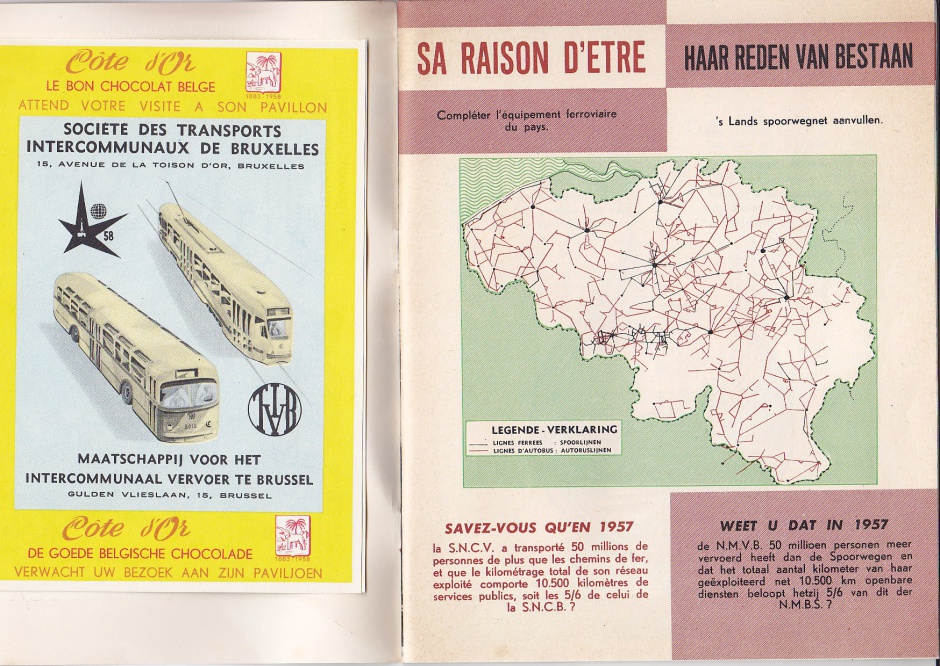 Côte d'Or
LE BON CHOCOLAT BELGE
1883-1958
ATTEND VOTRE VISITE A SON PAVILLON
SOCIETE DES TRANSPORTS
INTERCOMMUNAUX DE BRUXELLES
15, AVENUE DE LA TOISON D'OR, BRUXELLES
58
TIVB
MAATSCHAPPIJ VOOR HET
INTERCOMMUNAAL VERVOER TE BRUSSEL
GULDEN VLIESLAAN, 15, BRUSSEL
Côte d'Or
DE GOEDE BELGISCHE CHOCOLADE
1883-1958
VERWACHT UW BEZOEK AAN ZIJN PAVILJOEN
SA RAISON D'ETRE
Compléter l'équipement ferroviaire
du pays.
HAAR REDEN VAN BESTAAN
's Lands spoorwegnet aanvullen.
LEGENDE - VERKLARING
LIGNES FERREES : SPOORLIJNEN
LIGNES D'AUTOBUS : AUTOBUSLIJNEN
SAVEZ-VOUS QU'EN 1957
la S.N.C.V. a transporté 50 millions de
personnes de plus que les chemins de fer,
et que le kilométrage total de son réseau
exploité comporte 10.500 kilomètres de
services publics, soit les 5/6 de celui de
la S.N.C.B. ?
WEET U DAT IN 1957
de N.M.V.B. 50 millioen personen meer
vervoerd heeft dan de Spoorwegen en
dat het totaal aantal kilometer van haar
geëxploiteerd net 10.500 km openbare
diensten beloopt hetzij 5/6 van dit der
N.M.B.S. ?